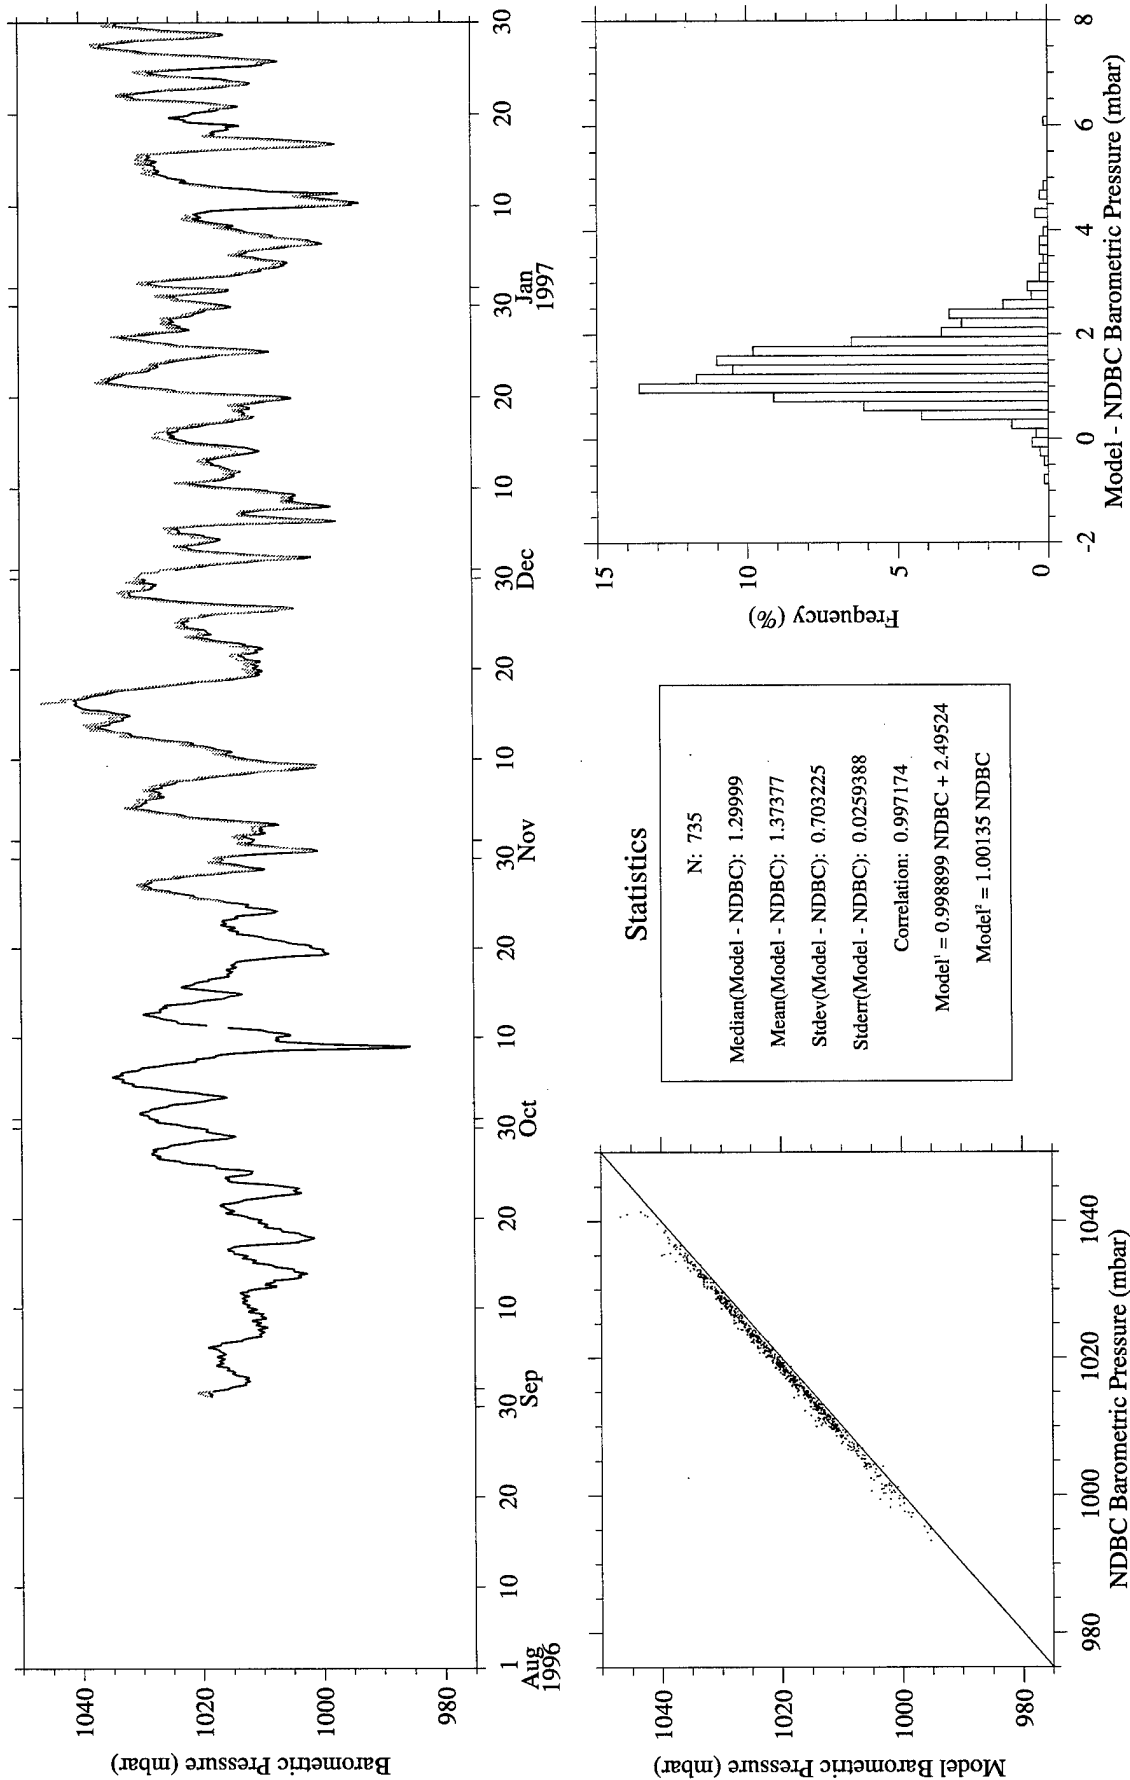 Barometric Pressure (mbar)
1040
1020
1000
980
1 10 20 30 10 20 30 10 20 30 10 20 30 10 20 30 10 20 30
Aug Sep Oct Nov Dec Jan
1996 1997
Model Barometric Pressure (mbar)
1040
1020
1000
980
980 1000 1020 1040
NDBC Barometric Pressure (mbar)
Statistics
N: 735
Median(Model - NDBC): 1.29999
Mean(Model - NDBC): 1.37377
Stdev(Model - NDBC): 0.703225
Stderr(Model - NDBC): 0.0259388
Correlation: 0.997174
Model¹ = 0.998899 NDBC + 2.49524
Model² = 1.00135 NDBC
Frequency (%)
15
10
5
0
-2 0 2 4 6 8
Model - NDBC Barometric Pressure (mbar)